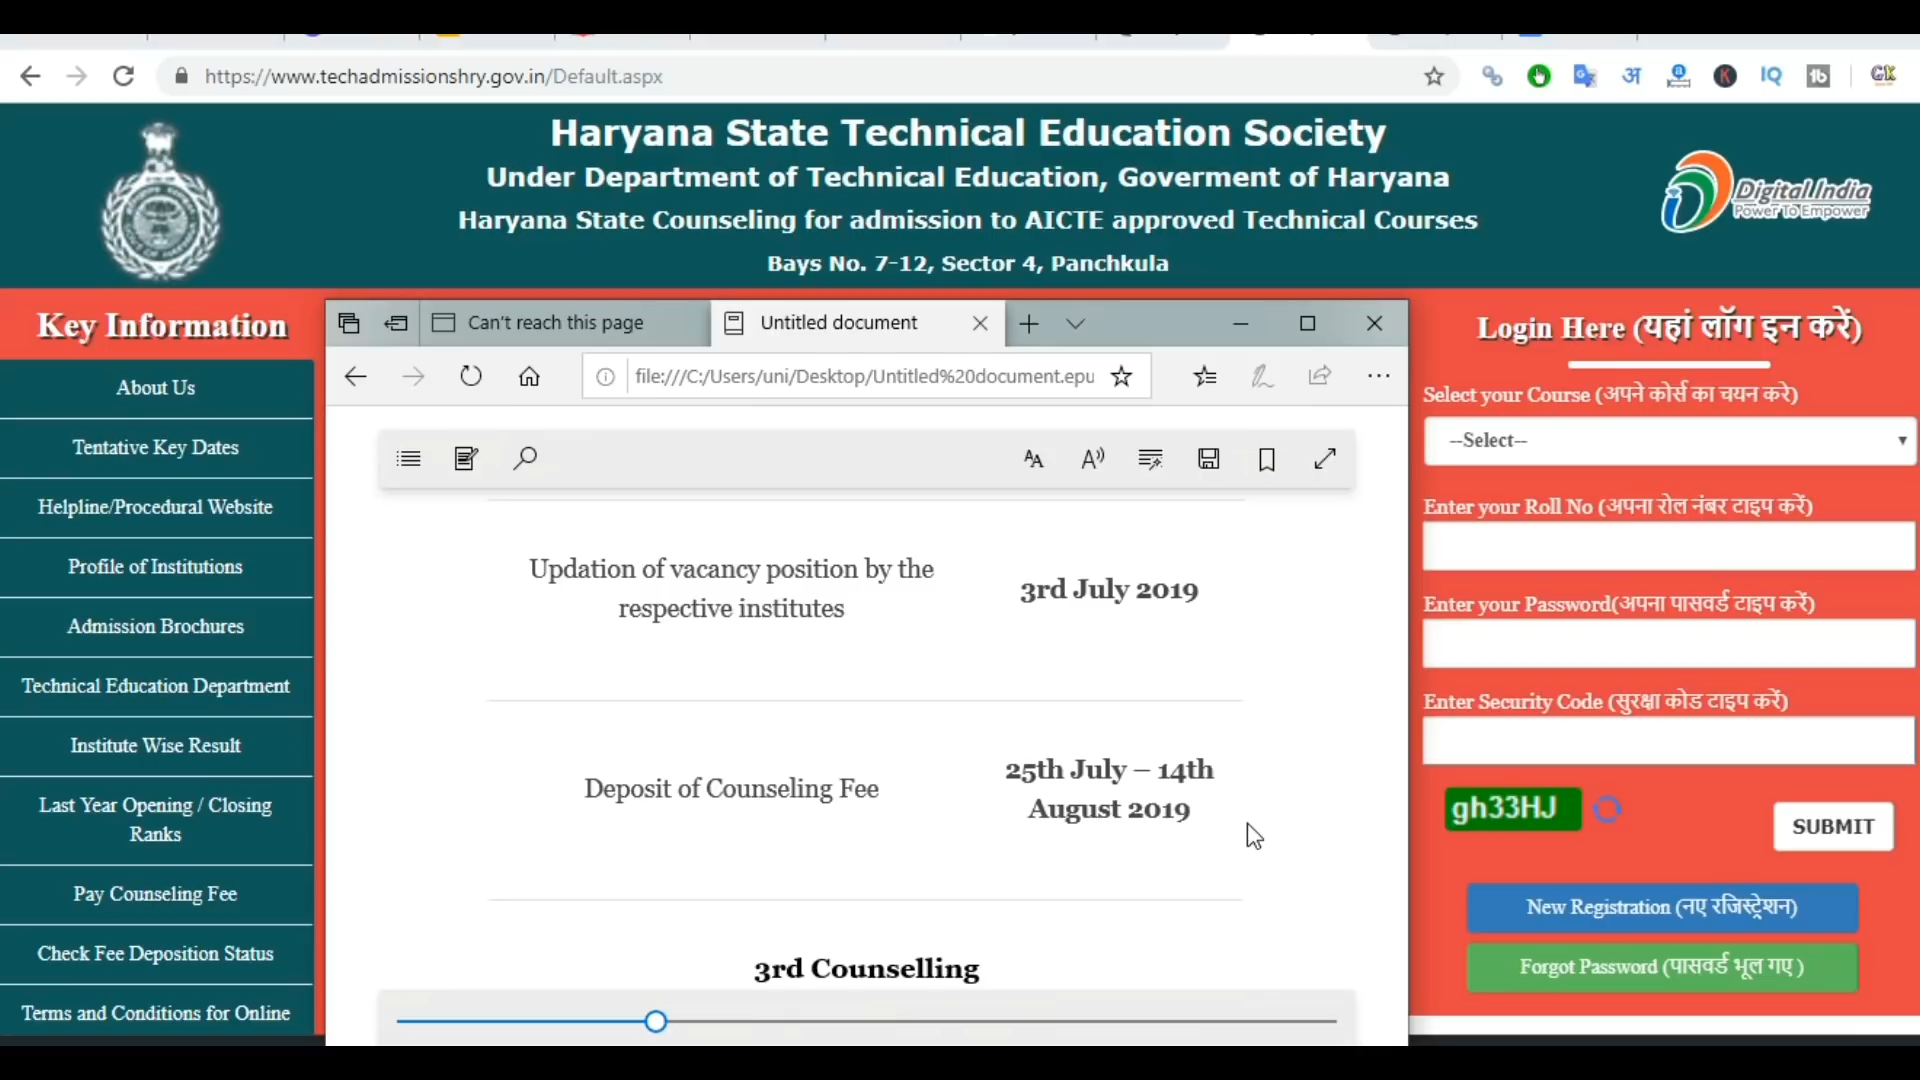 https://www.techadmissionshry.gov.in/Default.aspx
अ
K
IQ
GK
Haryana State Technical Education Society
Under Department of Technical Education, Goverment of Haryana
Haryana State Counseling for admission to AICTE approved Technical Courses
Bays No. 7-12, Sector 4, Panchkula
Digital India
Power To Empower
Key Information
About Us
Tentative Key Dates
Helpline/Procedural Website
Profile of Institutions
Admission Brochures
Technical Education Department
Institute Wise Result
Last Year Opening / Closing
Ranks
Pay Counseling Fee
Check Fee Deposition Status
Terms and Conditions for Online
Can't reach this page
Untitled document
file:///C:/Users/uni/Desktop/Untitled%20document.epu
Updation of vacancy position by the
respective institutes
3rd July 2019
Deposit of Counseling Fee
25th July – 14th
August 2019
3rd Counselling
Login Here (यहां लॉग इन करें)
Select your Course (अपने कोर्स का चयन करे)
--Select--
Enter your Roll No (अपना रोल नंबर टाइप करें)
Enter your Password(अपना पासवर्ड टाइप करें)
Enter Security Code (सुरक्षा कोड टाइप करें)
gh33HJ
SUBMIT
New Registration (नए रजिस्ट्रेशन)
Forgot Password (पासवर्ड भूल गए )